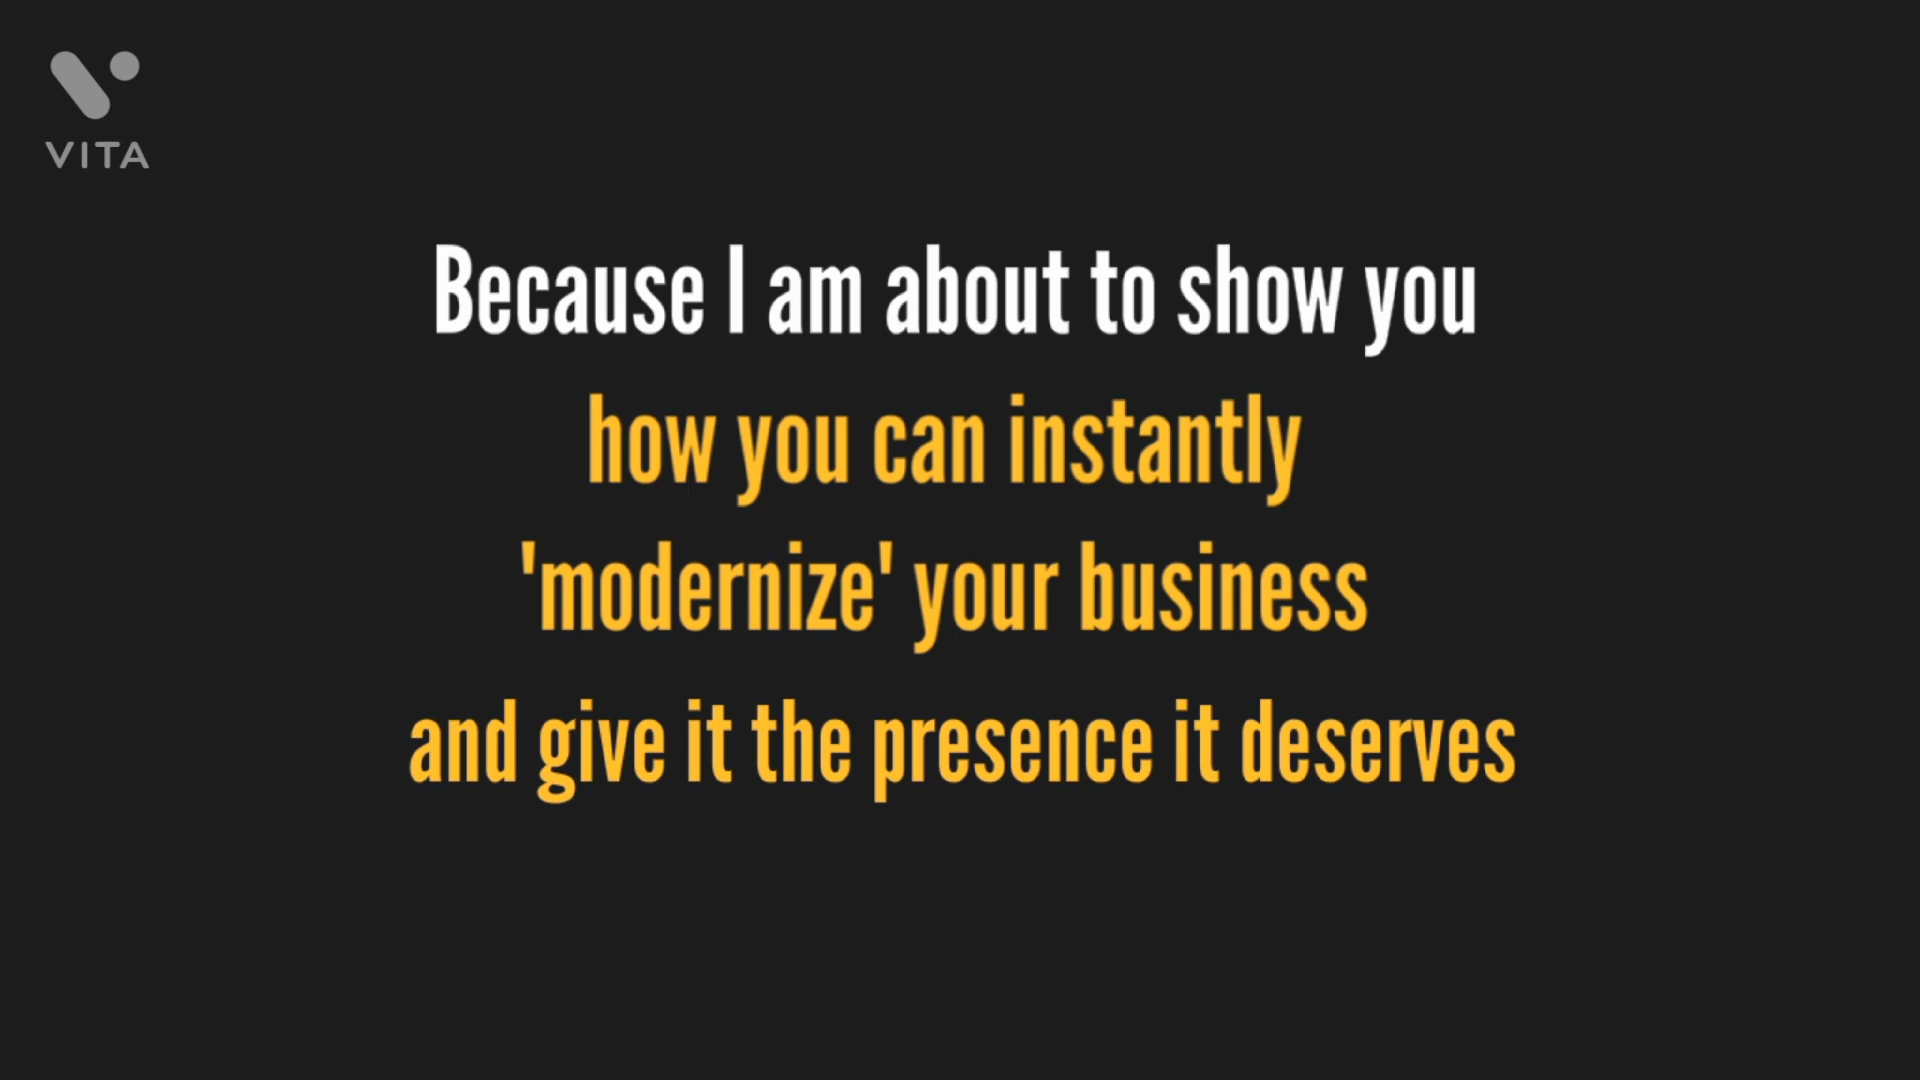 VITA
Because I am about to show you
how you can instantly
'modernize' your business
and give it the presence it deserves